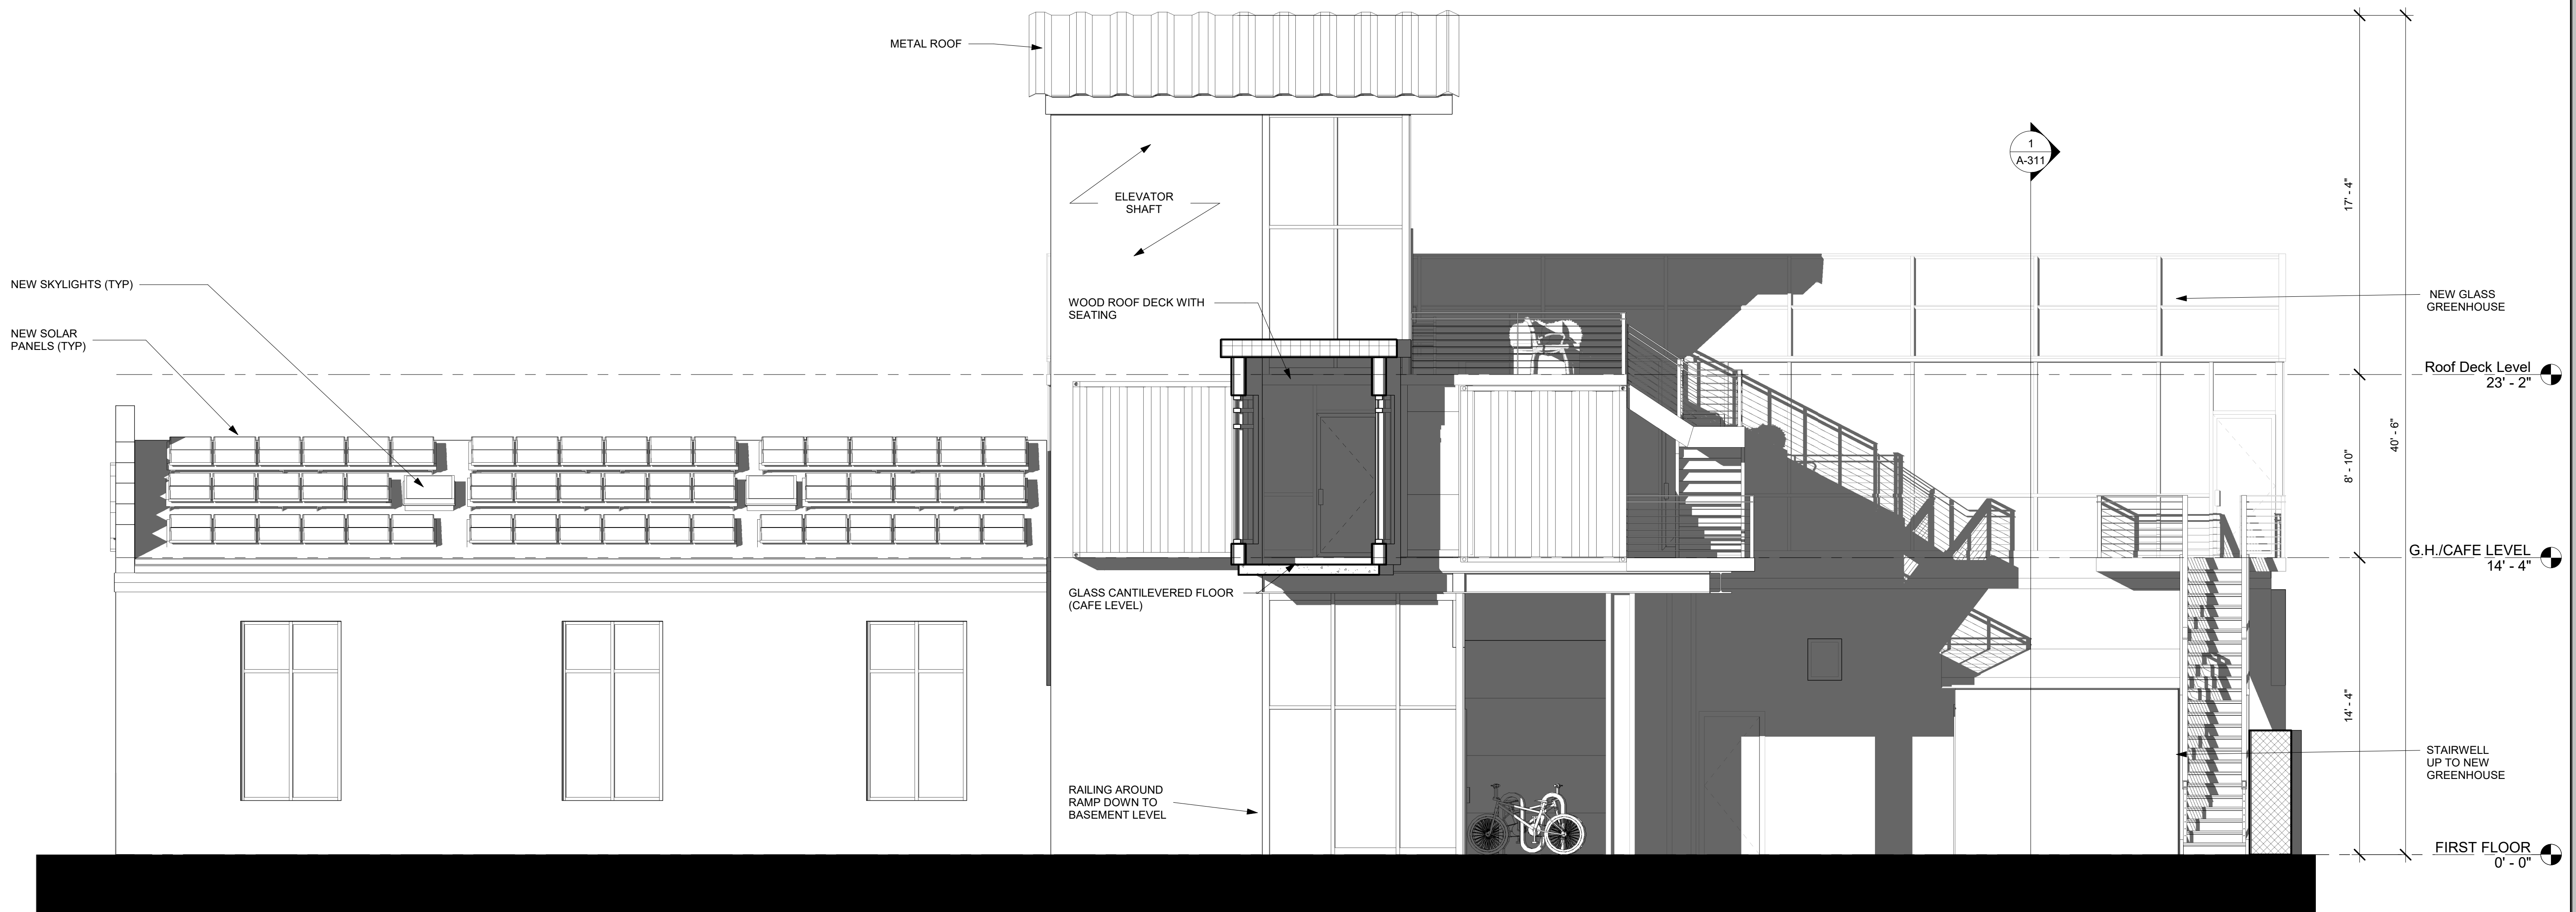 METAL ROOF
1
A-311
17' - 4"
ELEVATOR
SHAFT
NEW SKYLIGHTS (TYP)
NEW SOLAR
PANELS (TYP)
WOOD ROOF DECK WITH
SEATING
NEW GLASS
GREENHOUSE
Roof Deck Level
23' - 2"
40' - 6"
8' - 10"
G.H./CAFE LEVEL
14' - 4"
GLASS CANTILEVERED FLOOR
(CAFE LEVEL)
14' - 4"
RAILING AROUND
RAMP DOWN TO
BASEMENT LEVEL
STAIRWELL
UP TO NEW
GREENHOUSE
FIRST FLOOR
0' - 0"